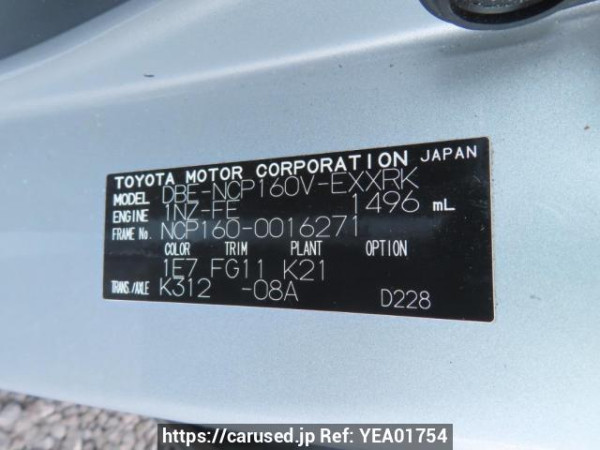 TOYOTA MOTOR CORPORATION JAPAN
MODEL DBE-NCP160V-EXXRK
ENGINE 1NZ-FE 1496 mL
FRAME No. NCP160-0016271
COLOR TRIM PLANT OPTION
1E7 FG11 K21
TRANS./AXLE K312 -08A D228
https://carused.jp Ref: YEA01754